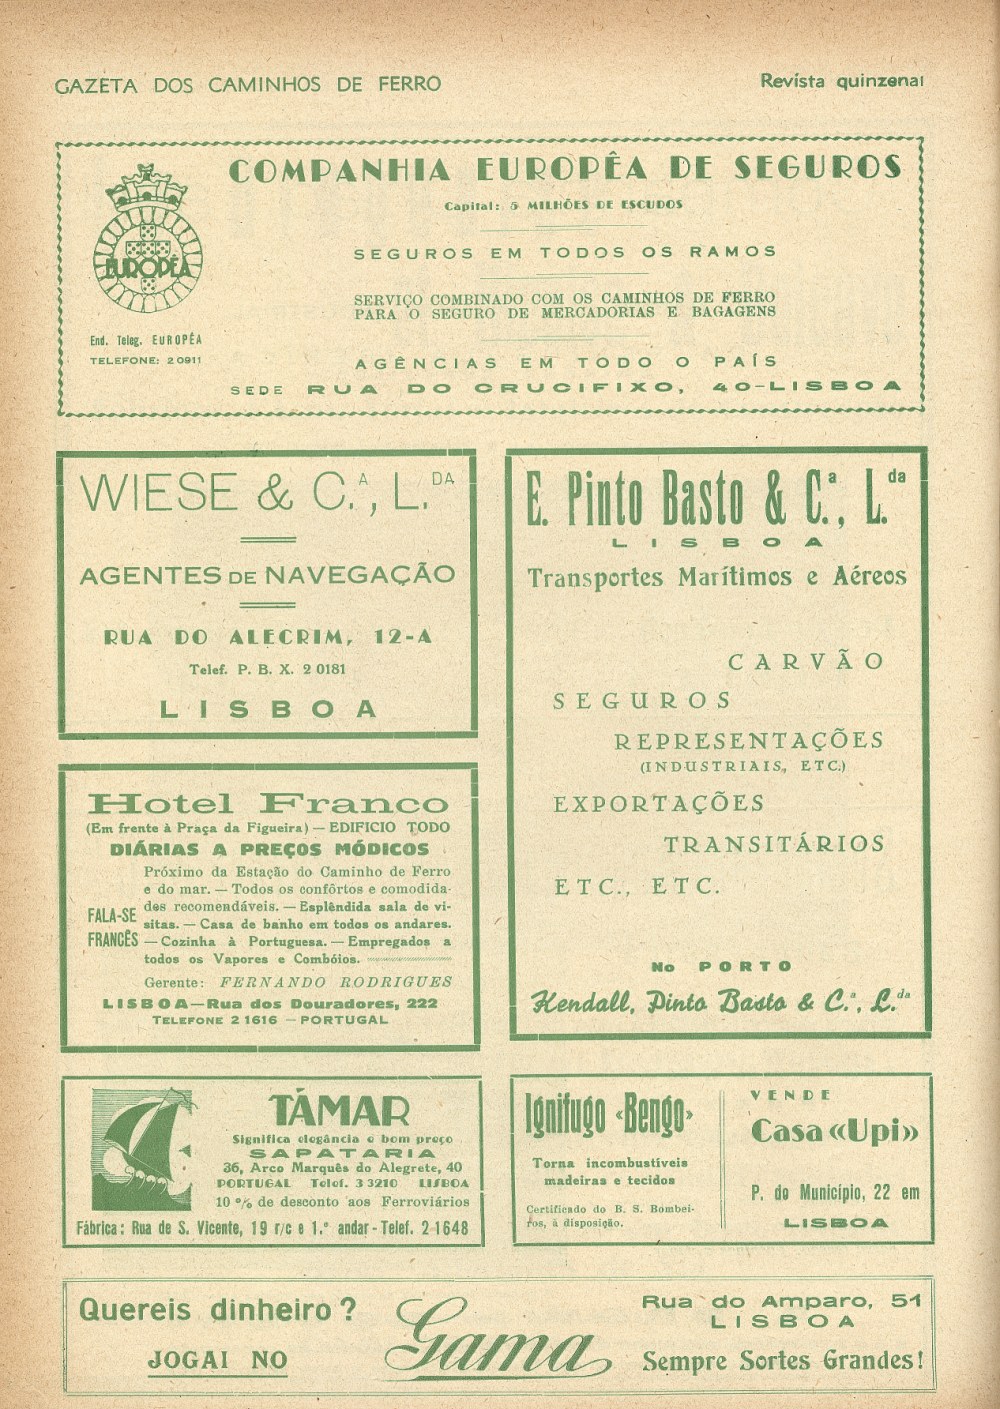 GAZETA DOS CAMINHOS DE FERRO
Revista quinzenal
COMPANHIA EUROPÊA DE SEGUROS
Capital: 5 MILHÕES DE ESCUDOS
SEGUROS EM TODOS OS RAMOS
SERVIÇO COMBINADO COM OS CAMINHOS DE FERRO
PARA O SEGURO DE MERCADORIAS E BAGAGENS
AGÊNCIAS EM TODO O PAÍS
SEDE RUA DO CRUCIFIXO, 40-LISBOA
EUROPÊA
End. Teleg. EUROPÊA
TELEFONE: 20911
WIESE & C.ª, L.DA
AGENTES DE NAVEGAÇÃO
RUA DO ALECRIM, 12-A
Telef. P. B. X. 2 0181
LISBOA
E. Pinto Basto & C.ª, L.da
LISBOA
Transportes Marítimos e Aéreos
CARVÃO
SEGUROS
REPRESENTAÇÕES
(INDUSTRIAIS, ETC.)
EXPORTAÇÕES
TRANSITÁRIOS
ETC., ETC.
No PORTO
Kendall, Pinto Basto & C.ª, L.da
Hotel Franco
(Em frente à Praça da Figueira) — EDIFICIO TODO
DIÁRIAS A PREÇOS MÓDICOS
FALA-SE
FRANCÊS
Próximo da Estação do Caminho de Ferro
e do mar. — Todos os confôrtos e comodida-
des recomendáveis. — Esplêndida sala de vi-
sitas. — Casa de banho em todos os andares.
— Cozinha à Portuguesa. — Empregados a
todos os Vapores e Combóios.
Gerente: FERNANDO RODRIGUES
LISBOA—Rua dos Douradores, 222
TELEFONE 2 1616 — PORTUGAL
TÁMAR
Significa elegância e bom preço
SAPATARIA
36, Arco Marquês do Alegrete, 40
PORTUGAL Telef. 3 3210 LISBOA
10 % de desconto aos Ferroviários
Fábrica: Rua de S. Vicente, 19 r/c e 1.º andar - Telef. 2 1648
Ignifugo «Bengo»
Torna incombustíveis
madeiras e tecidos
Certificado do B. S. Bombei-
ros, à disposição.
VENDE
Casa «Upi»
P. do Município, 22 em
LISBOA
Quereis dinheiro?
JOGAI NO
Gama
Rua do Amparo, 51
LISBOA
Sempre Sortes Grandes!